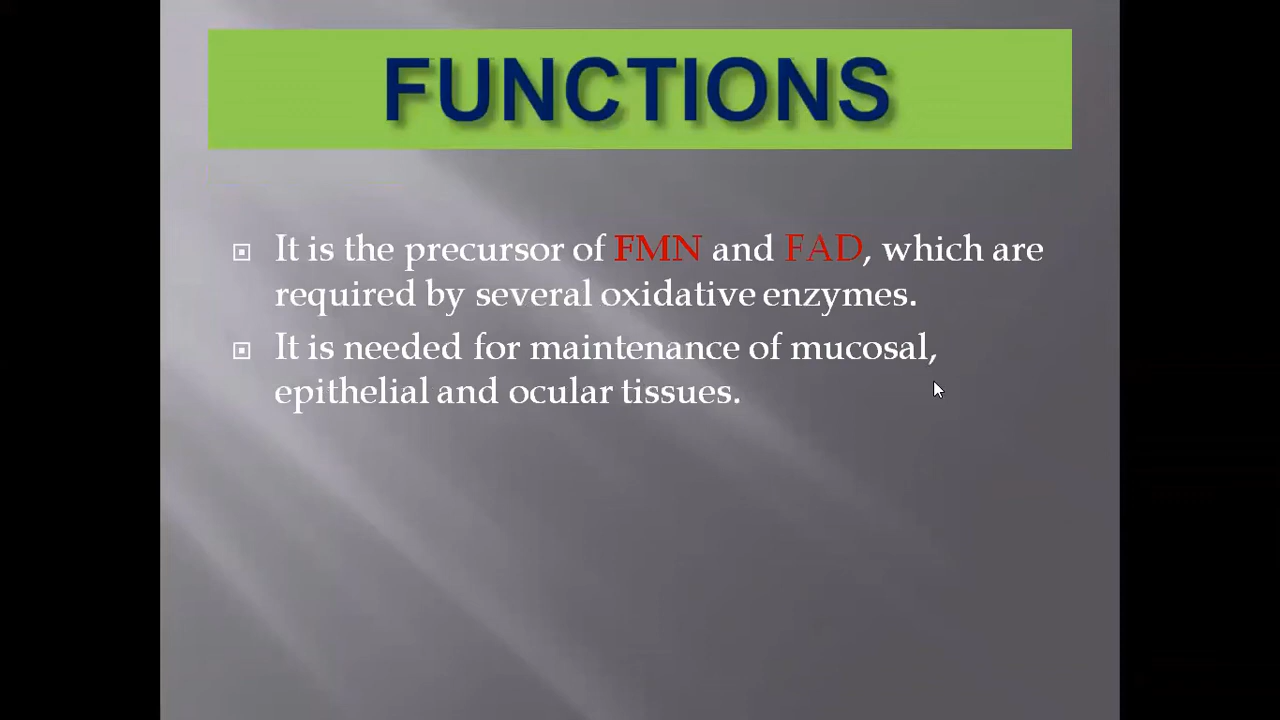 FUNCTIONS
It is the precursor of FMN and FAD, which are
required by several oxidative enzymes.
It is needed for maintenance of mucosal,
epithelial and ocular tissues.